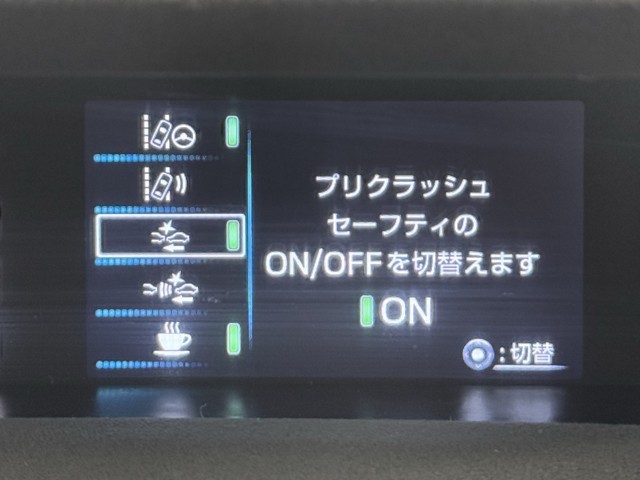 プリクラッシュ
セーフティの
ON/OFFを切替えます
ON
:切替